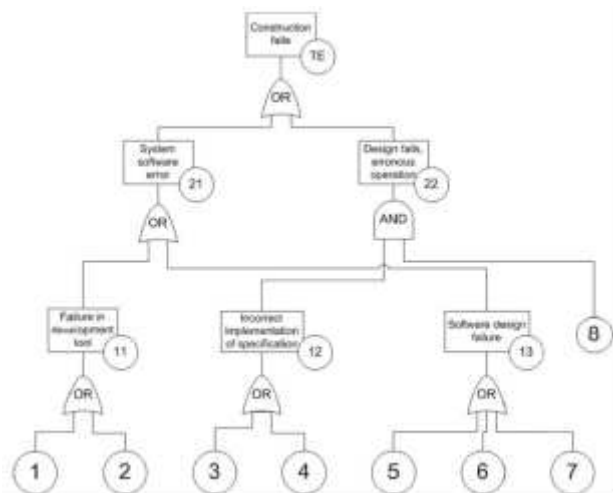 Construction
fails
TE
OR
System
software
error
21
Design fails,
erronous
operation
22
OR
AND
Failure in
development
tool
11
Incorrect
implementation
of specification
12
Software design
failure
13
8
OR
OR
OR
1
2
3
4
5
6
7